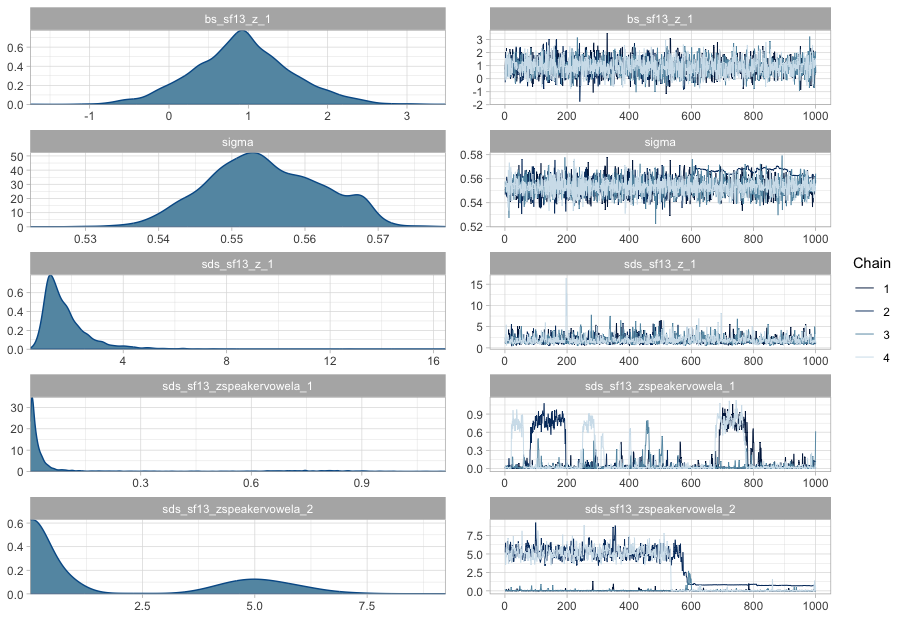 bs_sf13_z_1
0.6
0.4
0.2
0.0
-1 0 1 2 3
bs_sf13_z_1
3
2
1
0
-1
-2
0 200 400 600 800 1000
sigma
50
40
30
20
10
0
0.53 0.54 0.55 0.56 0.57
sigma
0.58
0.56
0.54
0.52
0 200 400 600 800 1000
sds_sf13_z_1
0.6
0.4
0.2
0.0
4 8 12 16
sds_sf13_z_1
15
10
5
0
0 200 400 600 800 1000
sds_sf13_zspeakervowela_1
30
20
10
0
0.3 0.6 0.9
sds_sf13_zspeakervowela_1
0.9
0.6
0.3
0.0
0 200 400 600 800 1000
sds_sf13_zspeakervowela_2
0.6
0.4
0.2
0.0
2.5 5.0 7.5
sds_sf13_zspeakervowela_2
7.5
5.0
2.5
0.0
0 200 400 600 800 1000
Chain
1
2
3
4